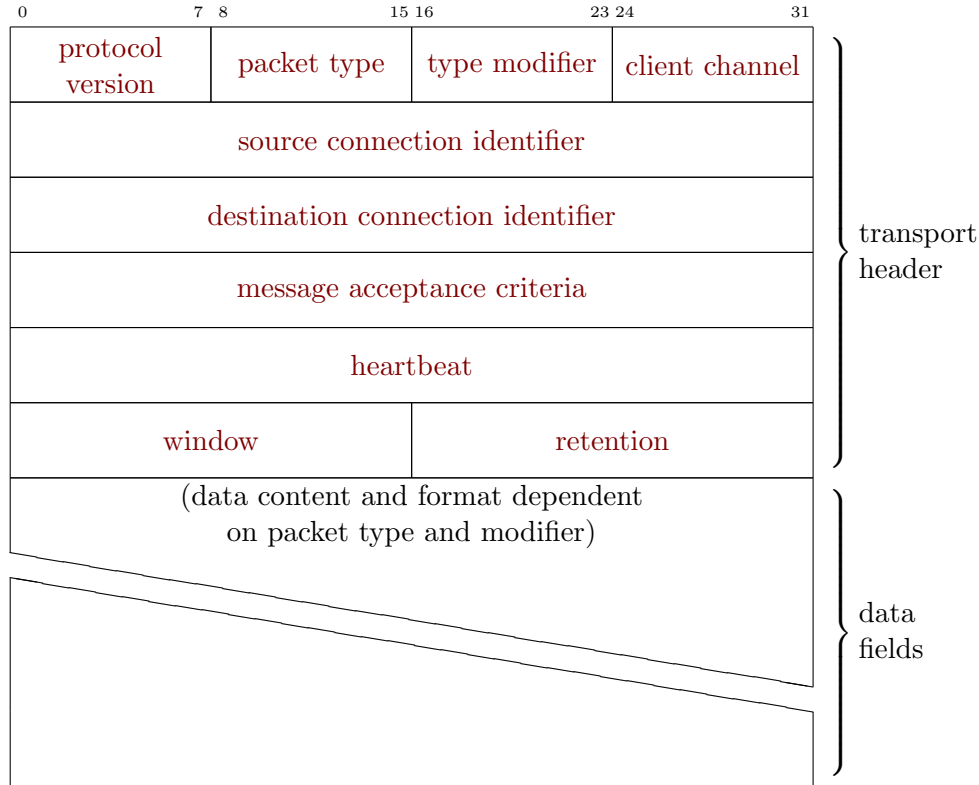 0 7 8 15 16 23 24 31
protocol version packet type type modifier client channel
source connection identifier
destination connection identifier
message acceptance criteria
heartbeat
window retention
transport
header
(data content and format dependent
on packet type and modifier)
data
fields